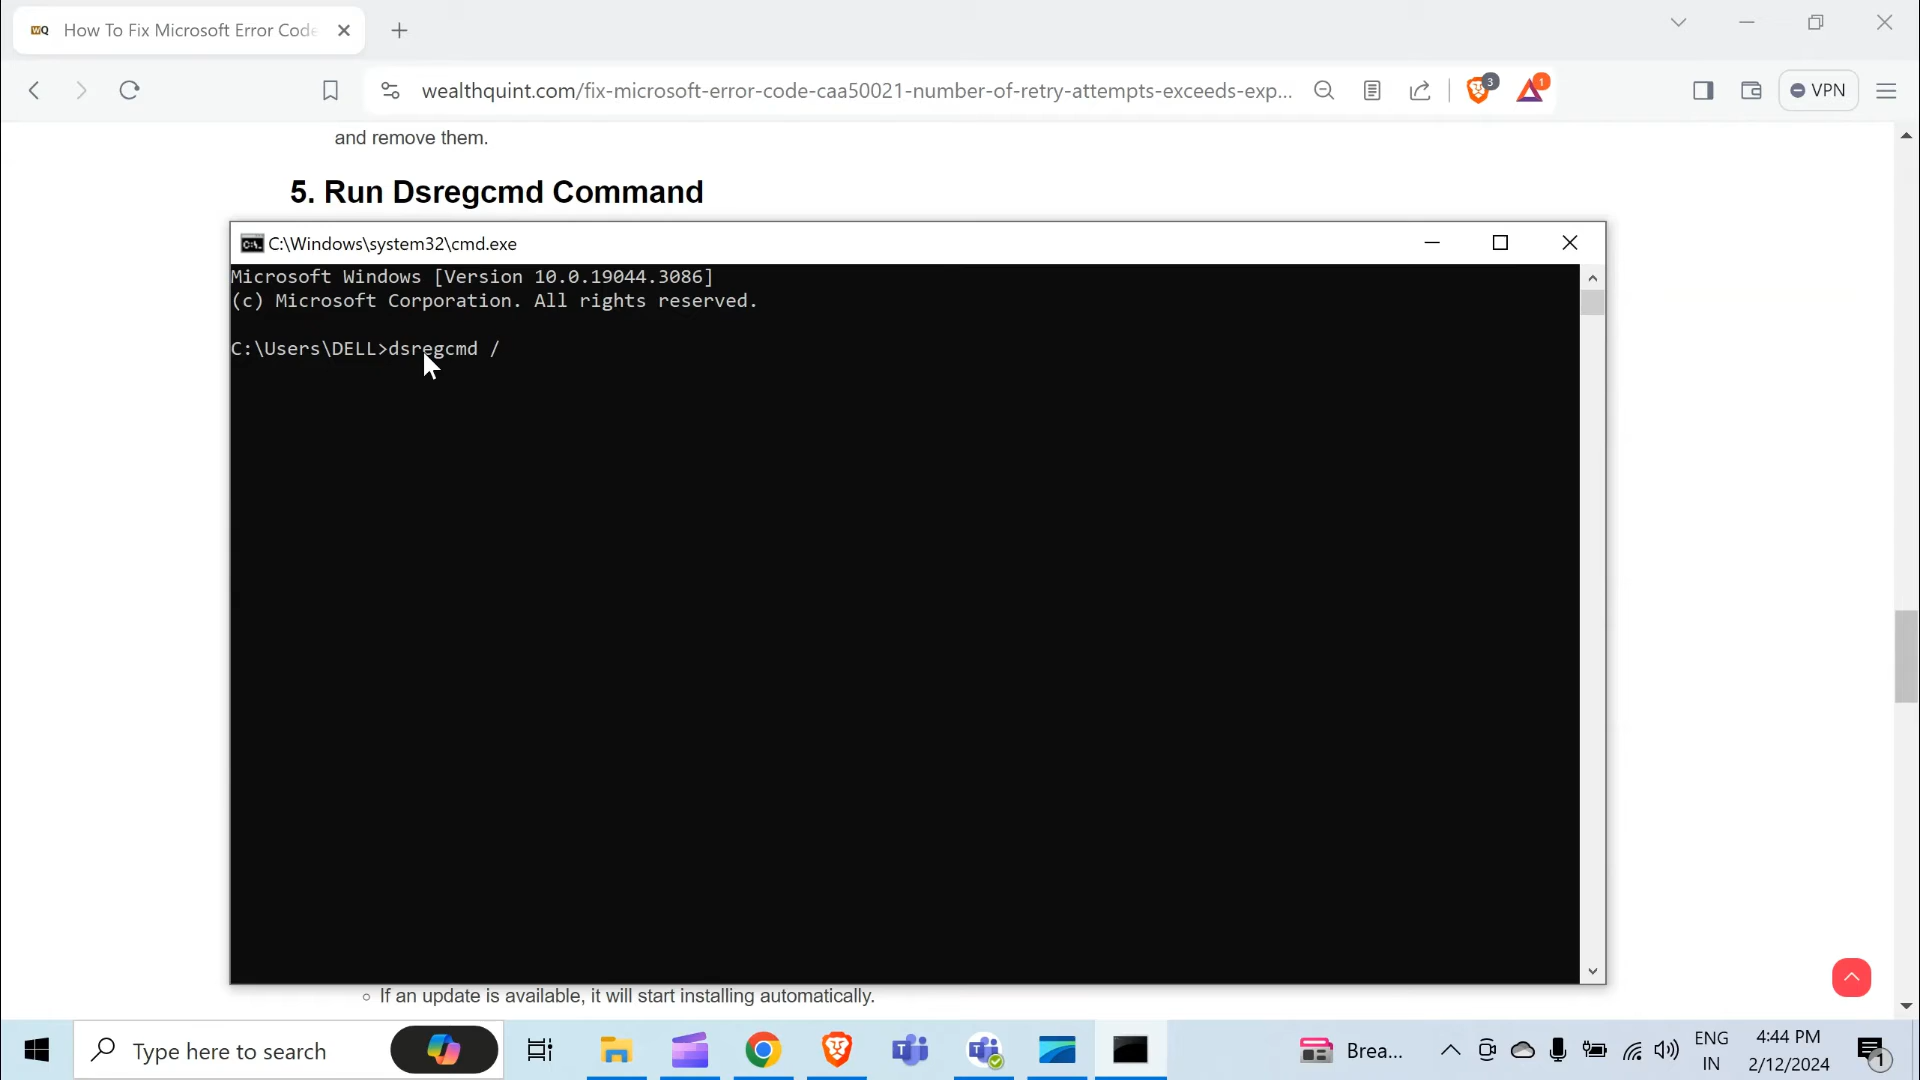 How To Fix Microsoft Error Code
wealthquint.com/fix-microsoft-error-code-caa50021-number-of-retry-attempts-exceeds-exp...
3
1
VPN
and remove them.
5. Run Dsregcmd Command
C:\Windows\system32\cmd.exe
Microsoft Windows [Version 10.0.19044.3086]
(c) Microsoft Corporation. All rights reserved.
C:\Users\DELL>dsregcmd /
If an update is available, it will start installing automatically.
Type here to search
Brea...
ENG
IN
4:44 PM
2/12/2024
1